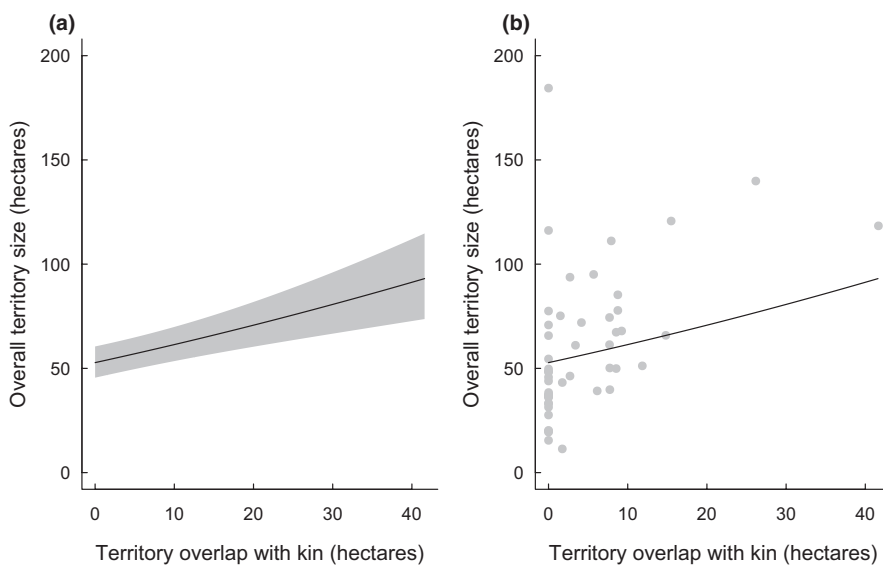 (a)
Overall territory size (hectares)
200
150
100
50
0
0 10 20 30 40
Territory overlap with kin (hectares)
(b)
Overall territory size (hectares)
200
150
100
50
0
0 10 20 30 40
Territory overlap with kin (hectares)